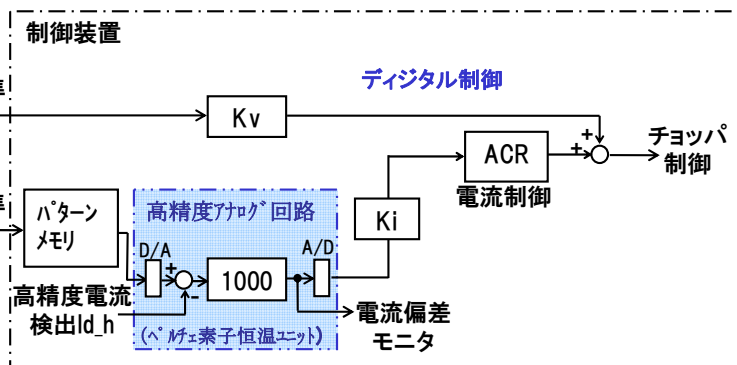 制御装置
ディジタル制御
準
Kv
+
+
チョッパ
制御
ACR
電流制御
準
パターン
メモリ
高精度アナログ回路
Ki
D/A
A/D
+
-
1000
高精度電流
検出Id_h
電流偏差
モニタ
(ペルチェ素子恒温ユニット)